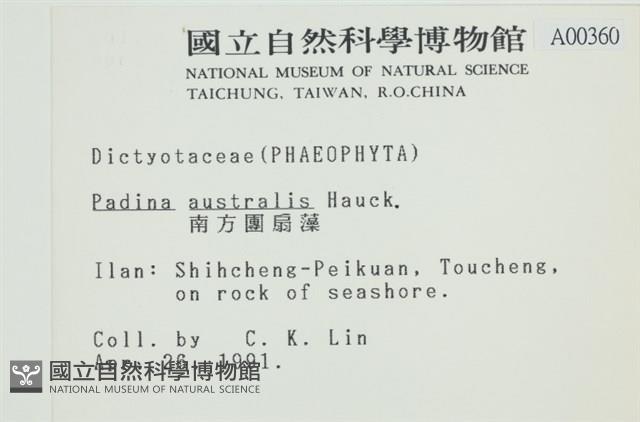 國立自然科學博物館
A00360
NATIONAL MUSEUM OF NATURAL SCIENCE
TAICHUNG, TAIWAN, R.O.CHINA
Dictyotaceae(PHAEOPHYTA)
Padina australis Hauck.
南方團扇藻
Ilan: Shihcheng-Peikuan, Toucheng,
on rock of seashore.
Coll. by C. K. Lin
Apr. 26, 1991.
國立自然科學博物館
NATIONAL MUSEUM OF NATURAL SCIENCE